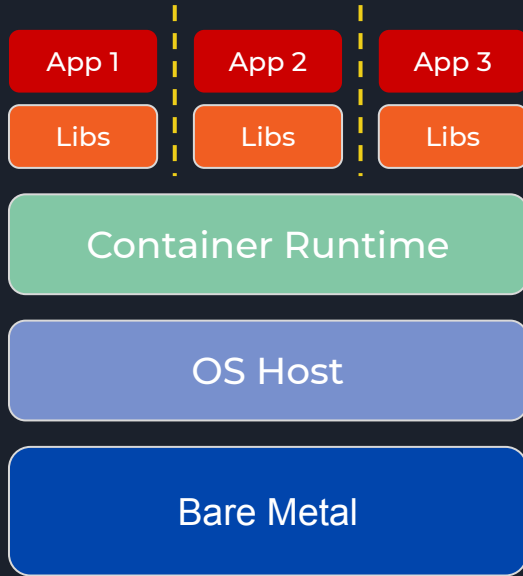 App 1 App 2 App 3
Libs Libs Libs
Container Runtime
OS Host
Bare Metal